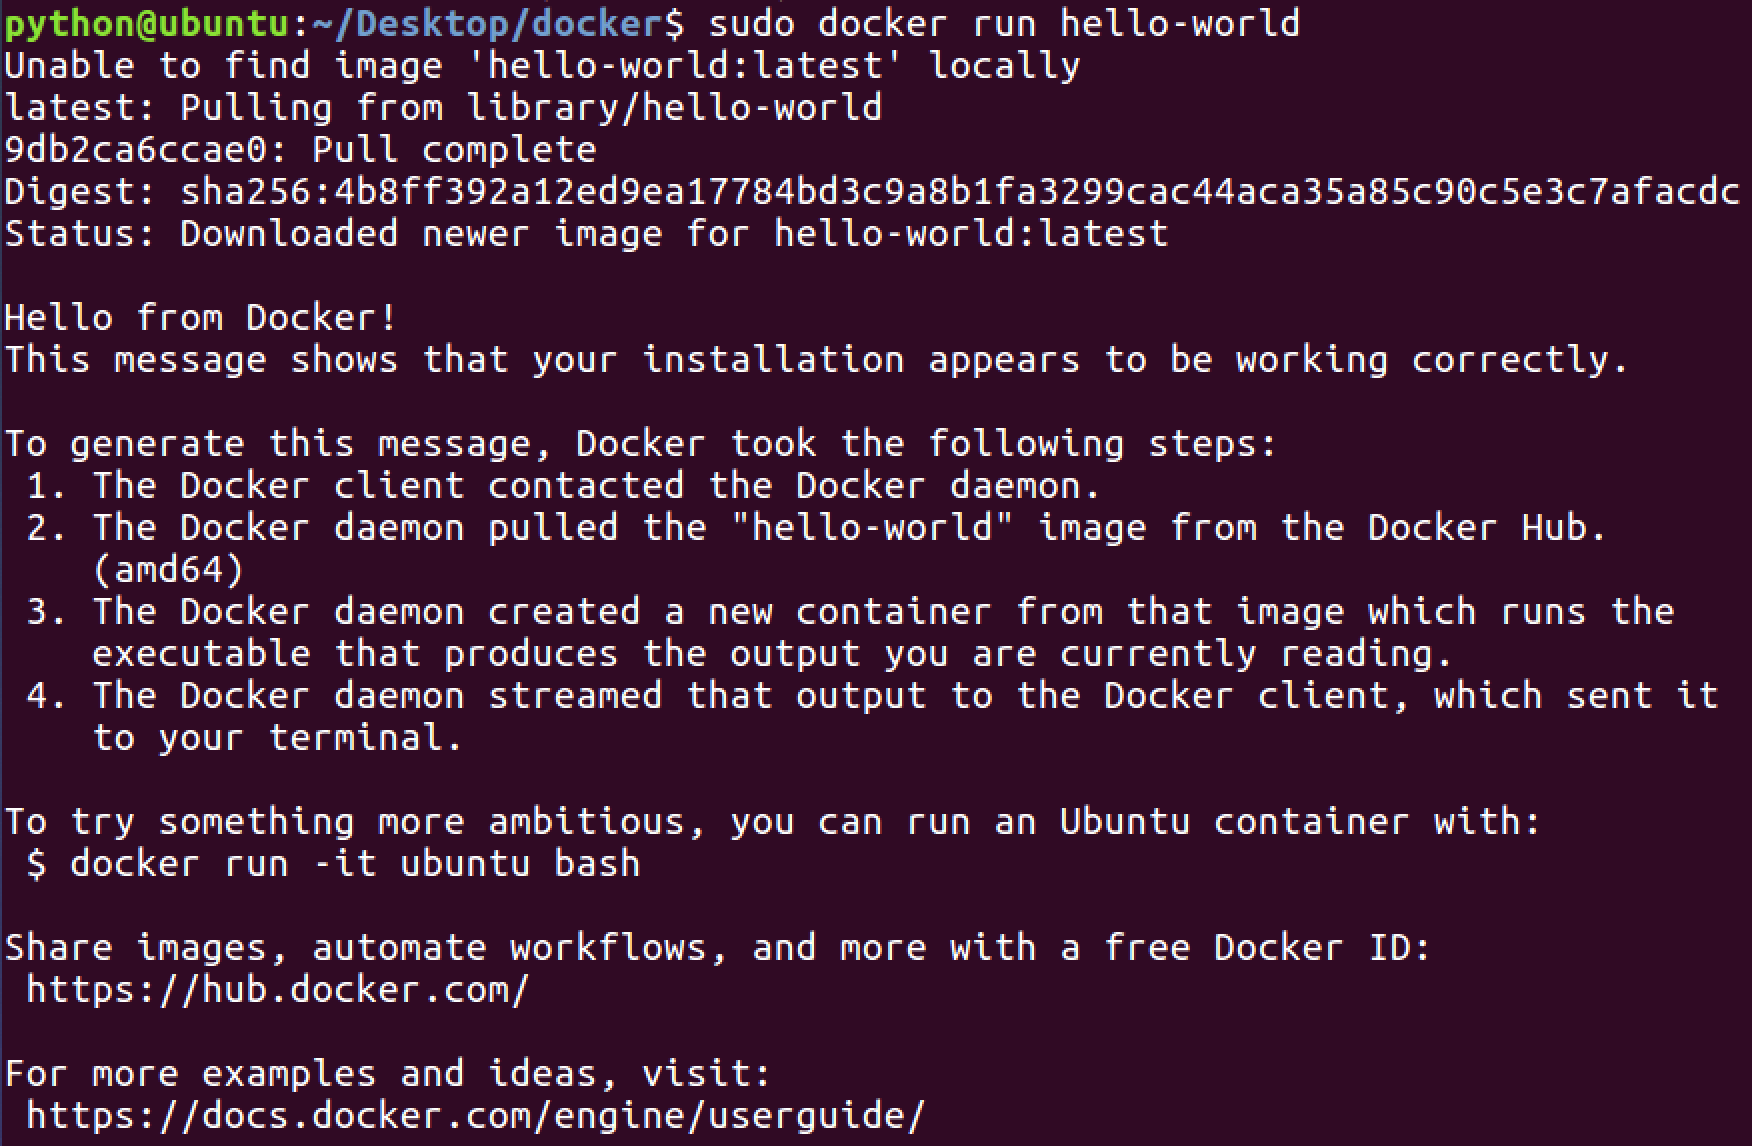 python@ubuntu:~/Desktop/docker$ sudo docker run hello-world
Unable to find image 'hello-world:latest' locally
latest: Pulling from library/hello-world
9db2ca6ccae0: Pull complete
Digest: sha256:4b8ff392a12ed9ea17784bd3c9a8b1fa3299cac44aca35a85c90c5e3c7afacdc
Status: Downloaded newer image for hello-world:latest

Hello from Docker!
This message shows that your installation appears to be working correctly.

To generate this message, Docker took the following steps:
 1. The Docker client contacted the Docker daemon.
 2. The Docker daemon pulled the "hello-world" image from the Docker Hub.
    (amd64)
 3. The Docker daemon created a new container from that image which runs the
    executable that produces the output you are currently reading.
 4. The Docker daemon streamed that output to the Docker client, which sent it
    to your terminal.

To try something more ambitious, you can run an Ubuntu container with:
 $ docker run -it ubuntu bash

Share images, automate workflows, and more with a free Docker ID:
 https://hub.docker.com/

For more examples and ideas, visit:
 https://docs.docker.com/engine/userguide/